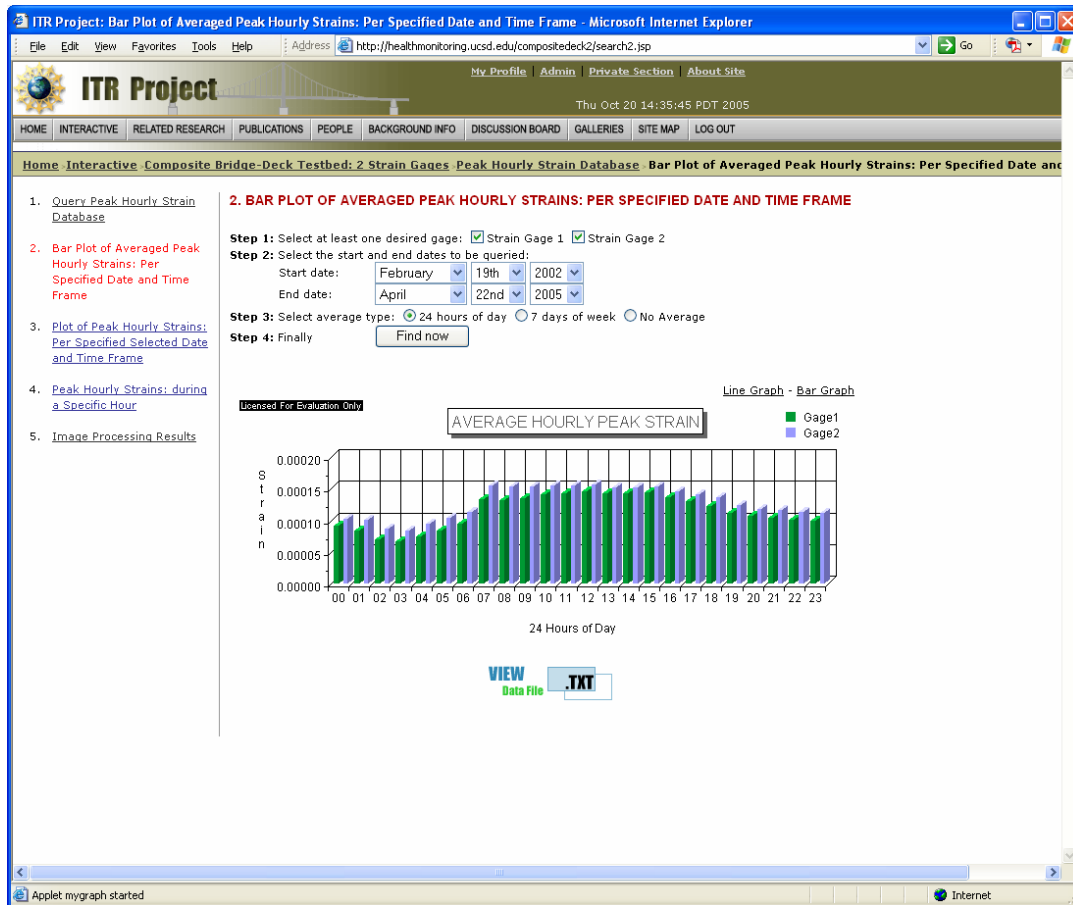 ITR Project: Bar Plot of Averaged Peak Hourly Strains: Per Specified Date and Time Frame - Microsoft Internet Explorer
File Edit View Favorites Tools Help Address http://healthmonitoring.ucsd.edu/compositedeck2/search2.jsp Go
My Profile | Admin | Private Section | About Site
ITR Project
Thu Oct 20 14:35:45 PDT 2005
HOME INTERACTIVE RELATED RESEARCH PUBLICATIONS PEOPLE BACKGROUND INFO DISCUSSION BOARD GALLERIES SITE MAP LOG OUT
Home Interactive Composite Bridge-Deck Testbed: 2 Strain Gages Peak Hourly Strain Database Bar Plot of Averaged Peak Hourly Strains: Per Specified Date and
1. Query Peak Hourly Strain
Database
2. Bar Plot of Averaged Peak
Hourly Strains: Per
Specified Date and Time
Frame
3. Plot of Peak Hourly Strains:
Per Specified Selected Date
and Time Frame
4. Peak Hourly Strains: during
a Specific Hour
5. Image Processing Results
2. BAR PLOT OF AVERAGED PEAK HOURLY STRAINS: PER SPECIFIED DATE AND TIME FRAME
Step 1: Select at least one desired gage: Strain Gage 1 Strain Gage 2
Step 2: Select the start and end dates to be queried:
Start date: February 19th 2002
End date: April 22nd 2005
Step 3: Select average type: 24 hours of day 7 days of week No Average
Step 4: Finally Find now
Line Graph - Bar Graph
Licensed For Evaluation Only
AVERAGE HOURLY PEAK STRAIN
Gage1
Gage2
Strain
0.00020
0.00015
0.00010
0.00005
0.00000
00 01 02 03 04 05 06 07 08 09 10 11 12 13 14 15 16 17 18 19 20 21 22 23
24 Hours of Day
VIEW
Data File
.TXT
Applet mygraph started
Internet